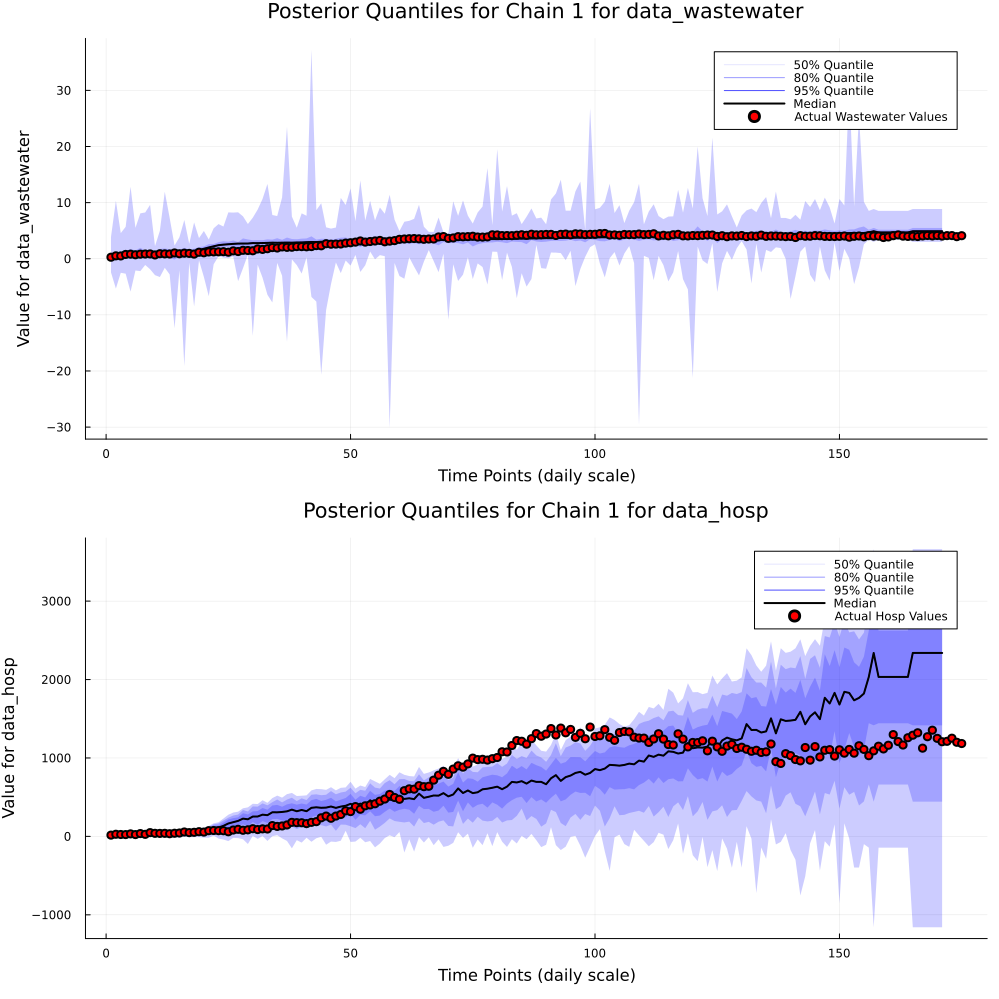 Posterior Quantiles for Chain 1 for data_wastewater
Value for data_wastewater
30
20
10
0
−10
−20
−30
50% Quantile
80% Quantile
95% Quantile
Median
Actual Wastewater Values
0
50
100
150
Time Points (daily scale)
Posterior Quantiles for Chain 1 for data_hosp
Value for data_hosp
3000
2000
1000
0
−1000
50% Quantile
80% Quantile
95% Quantile
Median
Actual Hosp Values
0
50
100
150
Time Points (daily scale)